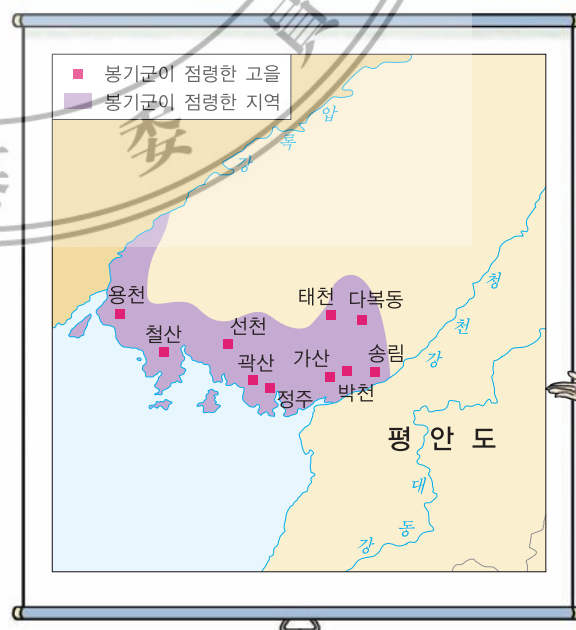 봉기군이 점령한 고을
봉기군이 점령한 지역
압
록
강
委
員
청
천
강
용천
태천 다복동
철산
선천
곽산
가산
송림
정주
박천
평안도
대
동
강